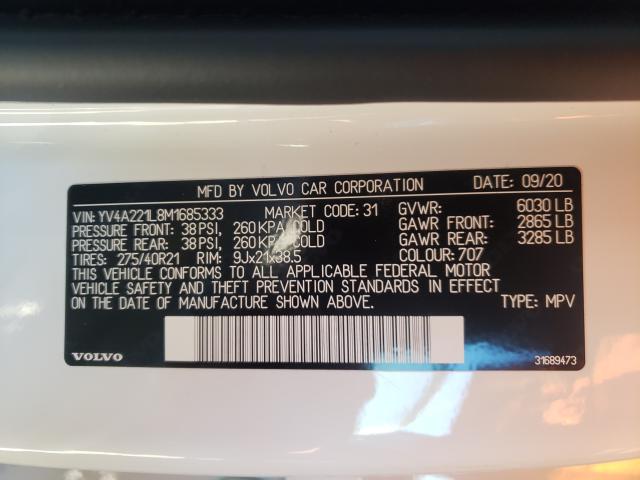 MFD BY VOLVO CAR CORPORATION DATE: 09/20
VIN: YV4A221L8M1685333 MARKET CODE: 31 GVWR: 6030 LB
PRESSURE FRONT: 38 PSI, 260 KPA COLD GAWR FRONT: 2865 LB
PRESSURE REAR: 38 PSI, 260 KPA COLD GAWR REAR: 3285 LB
TIRES: 275/40R21 RIM: 9Jx21x38.5 COLOUR: 707
THIS VEHICLE CONFORMS TO ALL APPLICABLE FEDERAL MOTOR
VEHICLE SAFETY AND THEFT PREVENTION STANDARDS IN EFFECT
ON THE DATE OF MANUFACTURE SHOWN ABOVE. TYPE: MPV
VOLVO 31689473